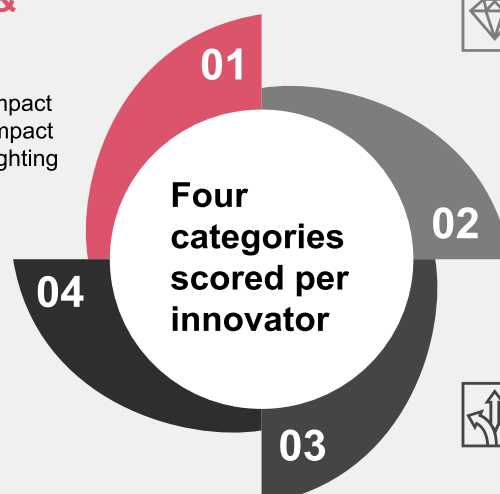 &
01
mpact
mpact
ghting
Four
categories
scored per
innovator
02
04
03